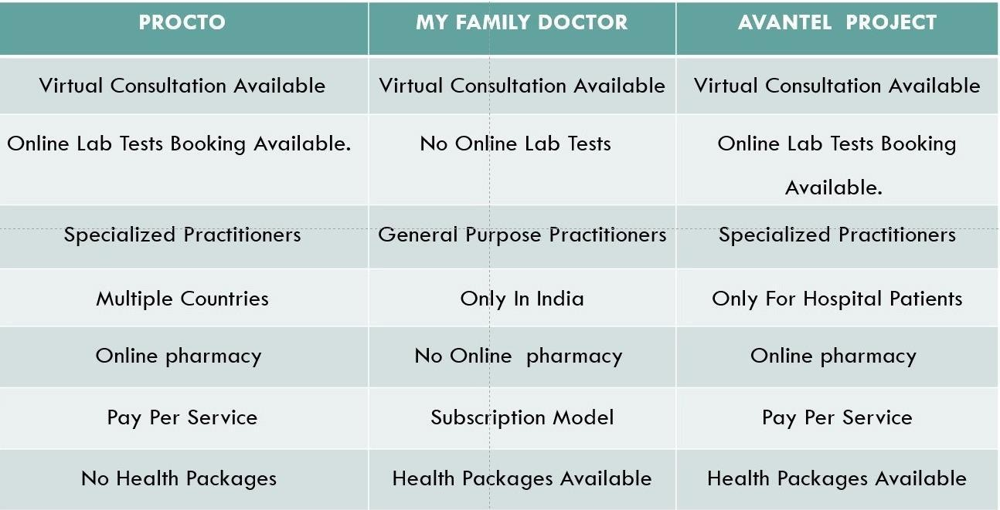 PROCTO MY FAMILY DOCTOR AVANTEL  PROJECT
Virtual Consultation Available Virtual Consultation Available Virtual Consultation Available
Online Lab Tests Booking Available. No Online Lab Tests Online Lab Tests Booking
Available.
Specialized Practitioners General Purpose Practitioners Specialized Practitioners
Multiple Countries Only In India Only For Hospital Patients
Online pharmacy No Online  pharmacy Online pharmacy
Pay Per Service Subscription Model Pay Per Service
No Health Packages Health Packages Available Health Packages Available